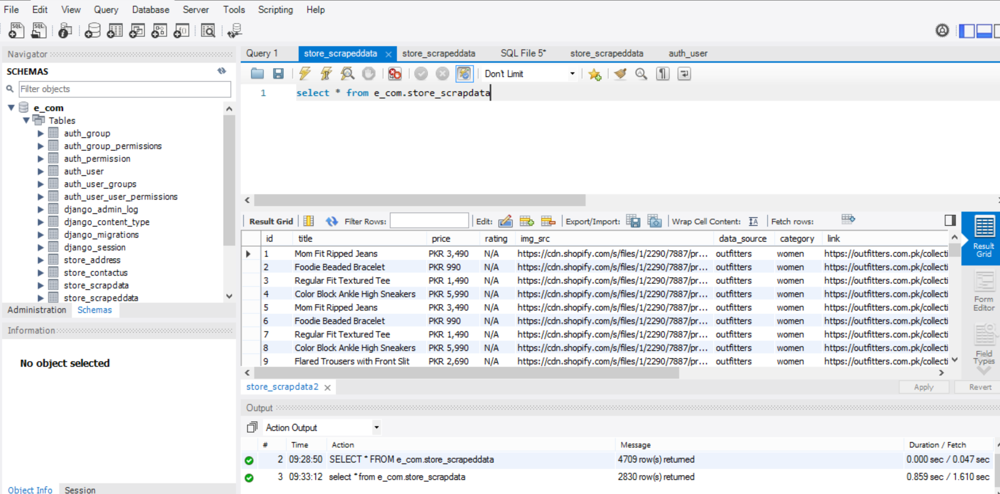 File Edit View Query Database Server Tools Scripting Help
SQL SQL
Navigator
SCHEMAS
Filter objects
e_com
Tables
auth_group
auth_group_permissions
auth_permission
auth_user
auth_user_groups
auth_user_user_permissions
django_admin_log
django_content_type
django_migrations
django_session
store_address
store_contactus
store_scrapdata
store_scrapeddata
Administration Schemas
Information
No object selected
Object Info Session
Query 1 store_scrapeddata store_scrapeddata SQL File 5* store_scrapeddata auth_user
Don't Limit
1 select * from e_com.store_scrapdata
Result Grid Filter Rows: Edit: Export/Import: Wrap Cell Content: Fetch rows:
id title price rating img_src data_source category link
1 Mom Fit Ripped Jeans PKR 3,490 N/A https://cdn.shopify.com/s/files/1/2290/7887/pr... outfitters women https://outfitters.com.pk/collecti
2 Foodie Beaded Bracelet PKR 990 N/A https://cdn.shopify.com/s/files/1/2290/7887/pr... outfitters women https://outfitters.com.pk/collecti
3 Regular Fit Textured Tee PKR 1,490 N/A https://cdn.shopify.com/s/files/1/2290/7887/pr... outfitters women https://outfitters.com.pk/collecti
4 Color Block Ankle High Sneakers PKR 5,990 N/A https://cdn.shopify.com/s/files/1/2290/7887/pr... outfitters women https://outfitters.com.pk/collecti
5 Mom Fit Ripped Jeans PKR 3,490 N/A https://cdn.shopify.com/s/files/1/2290/7887/pr... outfitters women https://outfitters.com.pk/collecti
6 Foodie Beaded Bracelet PKR 990 N/A https://cdn.shopify.com/s/files/1/2290/7887/pr... outfitters women https://outfitters.com.pk/collecti
7 Regular Fit Textured Tee PKR 1,490 N/A https://cdn.shopify.com/s/files/1/2290/7887/pr... outfitters women https://outfitters.com.pk/collecti
8 Color Block Ankle High Sneakers PKR 5,990 N/A https://cdn.shopify.com/s/files/1/2290/7887/pr... outfitters women https://outfitters.com.pk/collecti
9 Flared Trousers with Front Slit PKR 2,690 N/A https://cdn.shopify.com/s/files/1/2290/7887/pr... outfitters women https://outfitters.com.pk/collecti
Result
Grid
Form
Editor
Field
Types
store_scrapdata2 Apply Revert
Output
Action Output
# Time Action Message Duration / Fetch
2 09:28:50 SELECT * FROM e_com.store_scrapeddata 4709 row(s) returned 0.000 sec / 0.047 sec
3 09:33:12 select * from e_com.store_scrapdata 2830 row(s) returned 0.859 sec / 1.610 sec